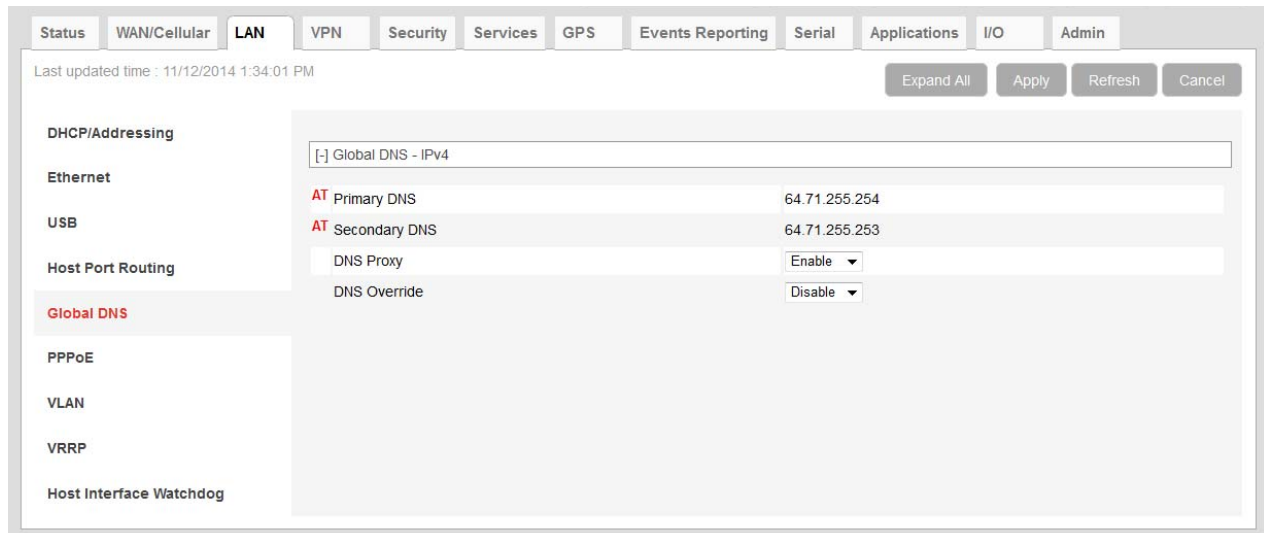 Status WAN/Cellular LAN VPN Security Services GPS Events Reporting Serial Applications I/O Admin
Last updated time : 11/12/2014 1:34:01 PM
Expand All Apply Refresh Cancel
DHCP/Addressing
Ethernet
USB
Host Port Routing
Global DNS
PPPoE
VLAN
VRRP
Host Interface Watchdog
[-] Global DNS - IPv4
AT Primary DNS 64.71.255.254
AT Secondary DNS 64.71.255.253
DNS Proxy Enable
DNS Override Disable